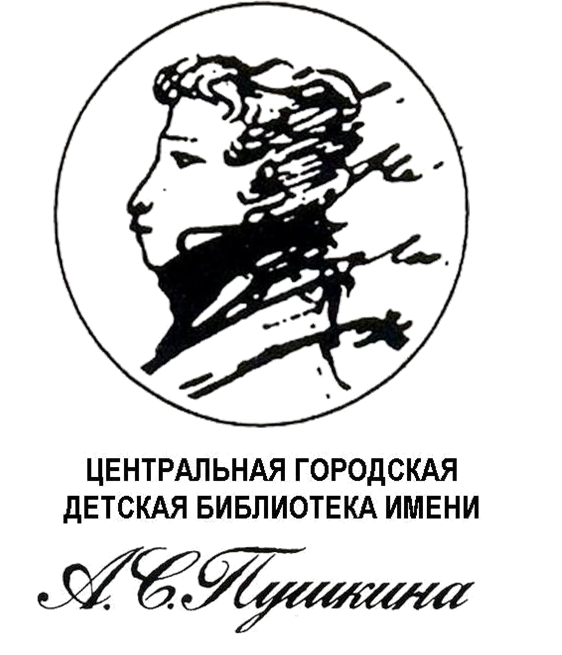 ЦЕНТРАЛЬНАЯ ГОРОДСКАЯ
ДЕТСКАЯ БИБЛИОТЕКА ИМЕНИ
А.С.Пушкина